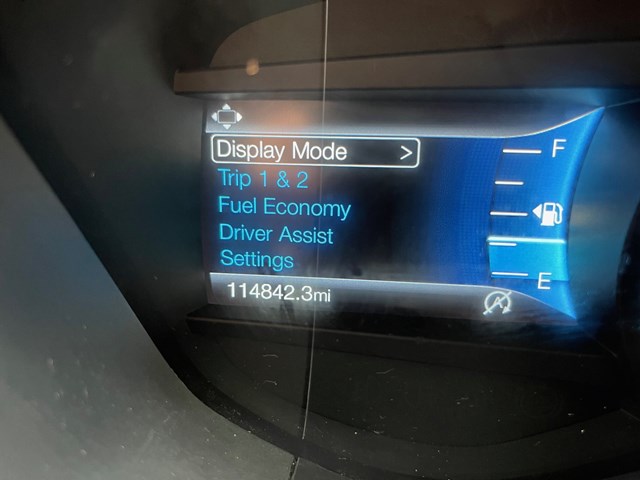 Display Mode >
Trip 1 & 2
Fuel Economy
Driver Assist
Settings
114842.3mi
F
E
A